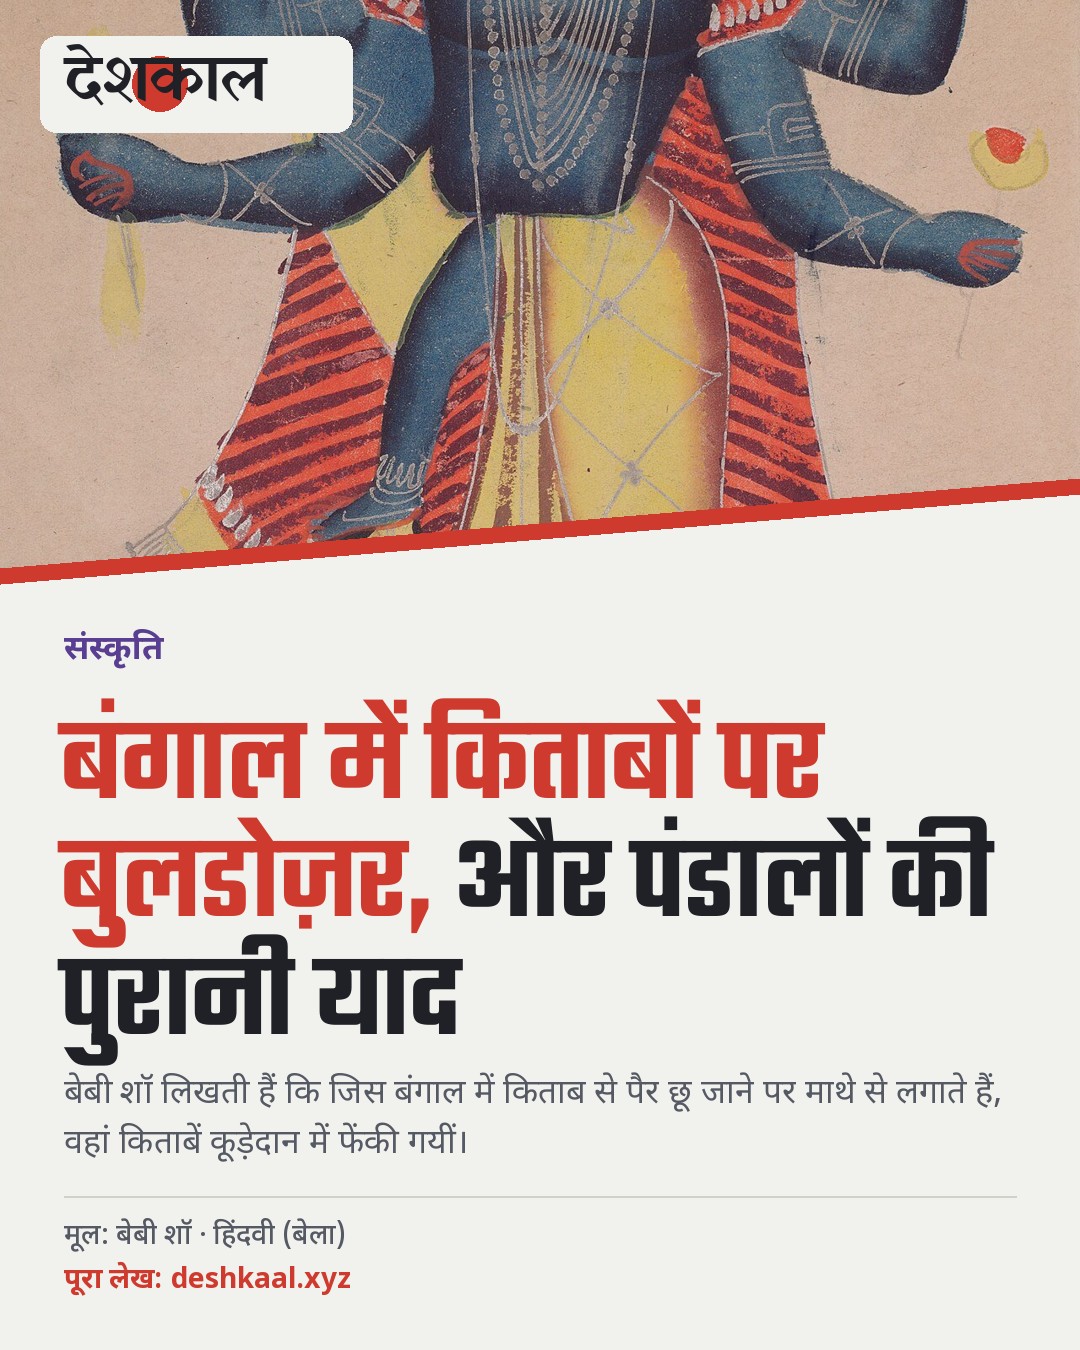 देशकाल
संस्कृति
बंगाल में किताबों पर
बुलडोज़र, और पंडालों की
पुरानी याद
बेबी शॉ लिखती हैं कि जिस बंगाल में किताब से पैर छू जाने पर माथे से लगाते हैं,
वहां किताबें कूड़ेदान में फेंकी गयीं।
मूल: बेबी शॉ · हिंदवी (बेला)
पूरा लेख: deshkaal.xyz